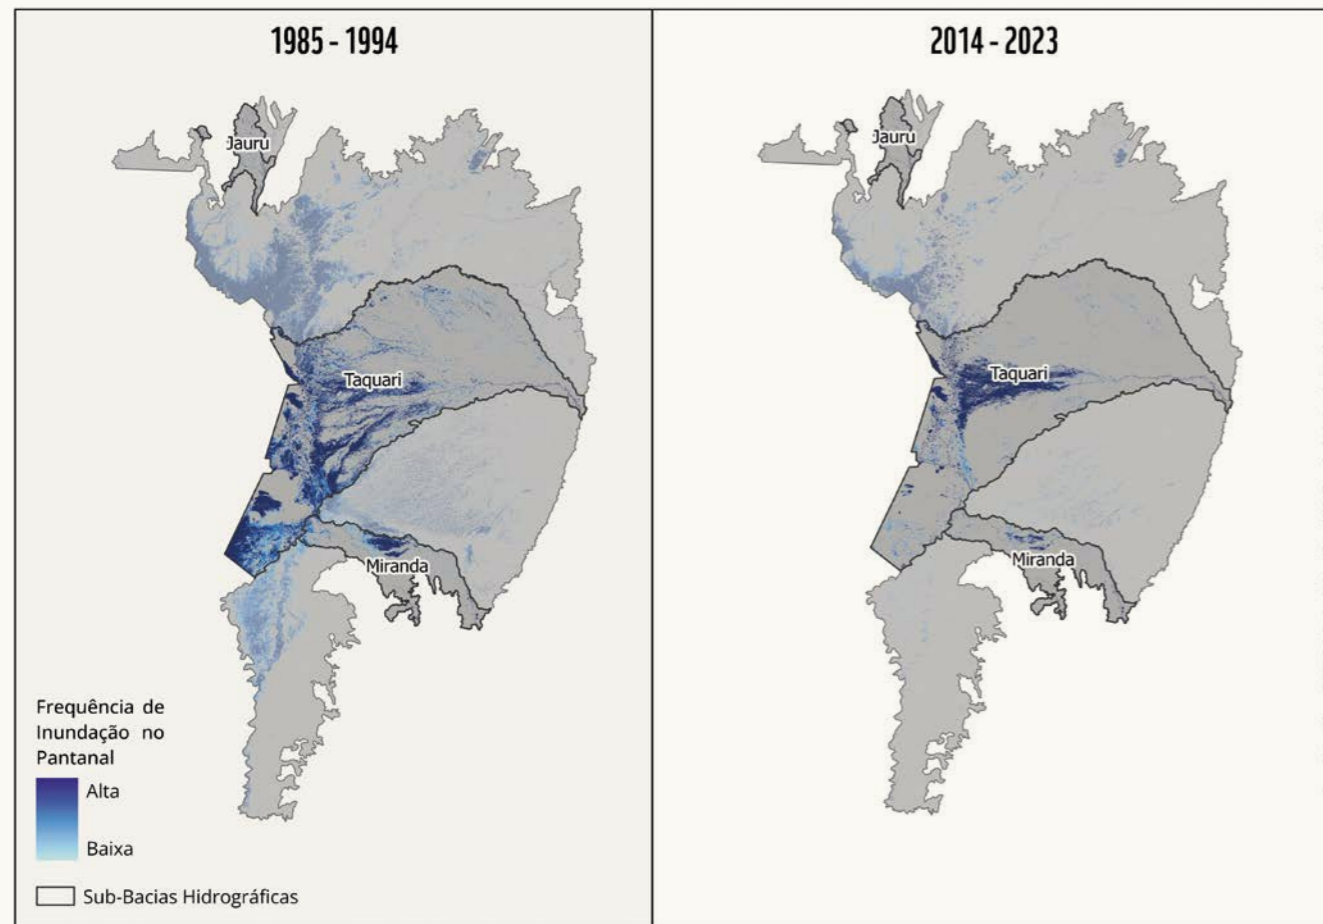 1985 - 1994
Jauru
Taquari
Miranda
Frequência de
Inundação no
Pantanal
Alta
Baixa
Sub-Bacias Hidrográficas
2014 - 2023
Jauru
Taquari
Miranda